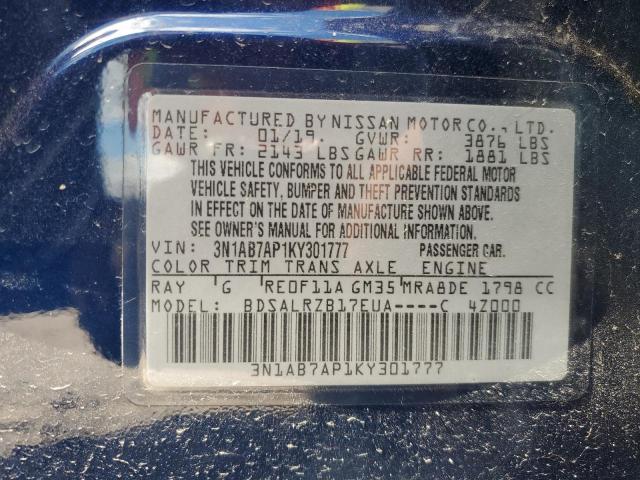 MANUFACTURED BY NISSAN MOTOR CO., LTD.
DATE: 01/19 GVWR: 3876 LBS
GAWR FR: 2143 LBS GAWR RR: 1881 LBS
THIS VEHICLE CONFORMS TO ALL APPLICABLE FEDERAL MOTOR
VEHICLE SAFETY, BUMPER AND THEFT PREVENTION STANDARDS
IN EFFECT ON THE DATE OF MANUFACTURE SHOWN ABOVE.
SEE OWNER'S MANUAL FOR ADDITIONAL INFORMATION.
VIN: 3N1AB7AP1KY301777 PASSENGER CAR.
COLOR TRIM TRANS AXLE ENGINE
RAY G RE0F11A GM35 MRA8DE 1798 CC
MODEL: BDSALRZB17EUA----C 4Z000
3N1AB7AP1KY301777